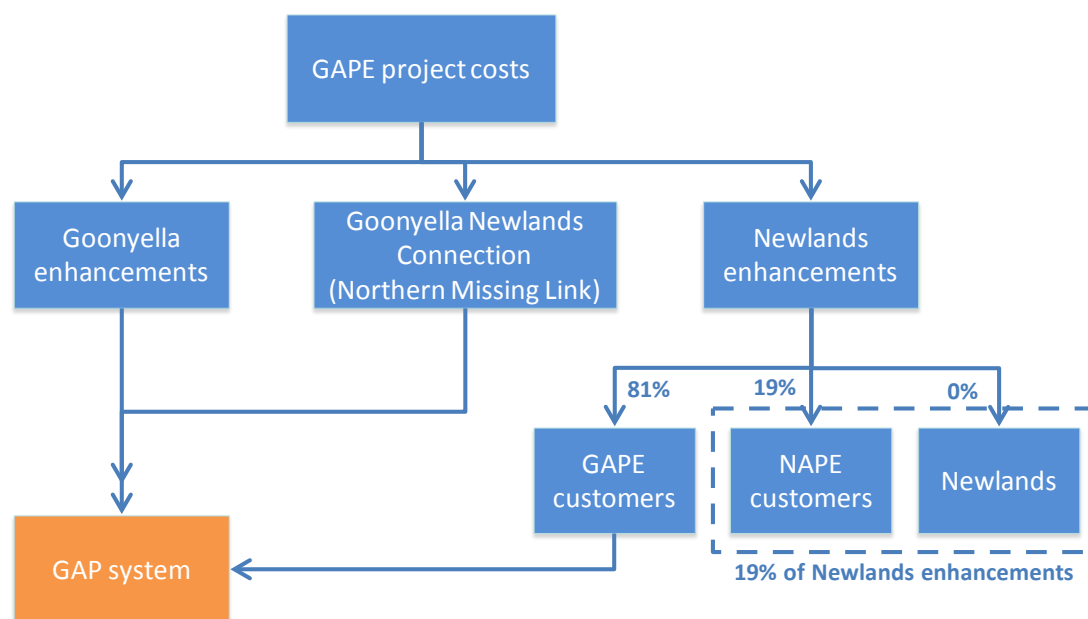 GAPE project costs
Goonyella
enhancements
Goonyella Newlands
Connection
(Northern Missing Link)
Newlands
enhancements
81%
19%
0%
GAPE
customers
NAPE
customers
Newlands
GAP system
19% of Newlands enhancements